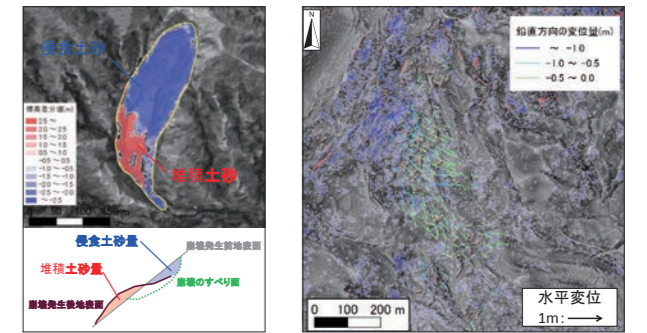 侵食土砂
標高差分値(m)
25～
20～25
15～20
10～15
05～10
-05～05
-10～-05
-15～-10
-20～-15
-25～-20
～-25
堆積土砂
侵食土砂量
崩壊発生前地表面
堆積土砂量
崩壊のすべり面
崩壊発生後地表面
N
鉛直方向の変位量(m)
～ -1.0
-1.0～ -0.5
-0.5～ 0.0
0 100 200 m
水平変位
1m: